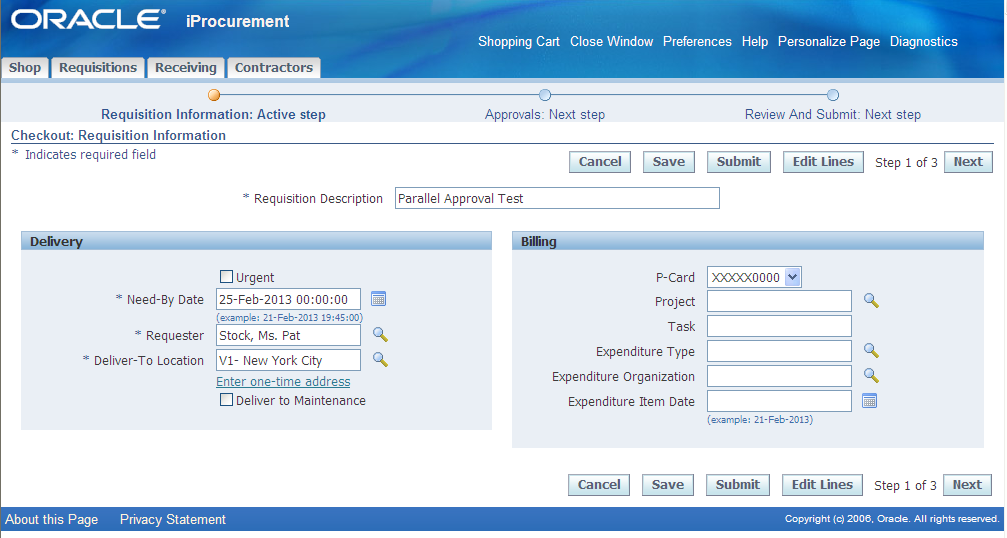 ORACLE® iProcurement
Shopping Cart Close Window Preferences Help Personalize Page Diagnostics
Shop Requisitions Receiving Contractors
Requisition Information: Active step Approvals: Next step Review And Submit: Next step
Checkout: Requisition Information
* Indicates required field
Cancel Save Submit Edit Lines Step 1 of 3 Next
* Requisition Description Parallel Approval Test
Delivery
Urgent
* Need-By Date 25-Feb-2013 00:00:00
(example: 21-Feb-2013 19:45:00)
* Requester Stock, Ms. Pat
* Deliver-To Location V1- New York City
Enter one-time address
Deliver to Maintenance
Billing
P-Card XXXXX0000
Project
Task
Expenditure Type
Expenditure Organization
Expenditure Item Date
(example: 21-Feb-2013)
Cancel Save Submit Edit Lines Step 1 of 3 Next
About this Page Privacy Statement Copyright (c) 2006, Oracle. All rights reserved.